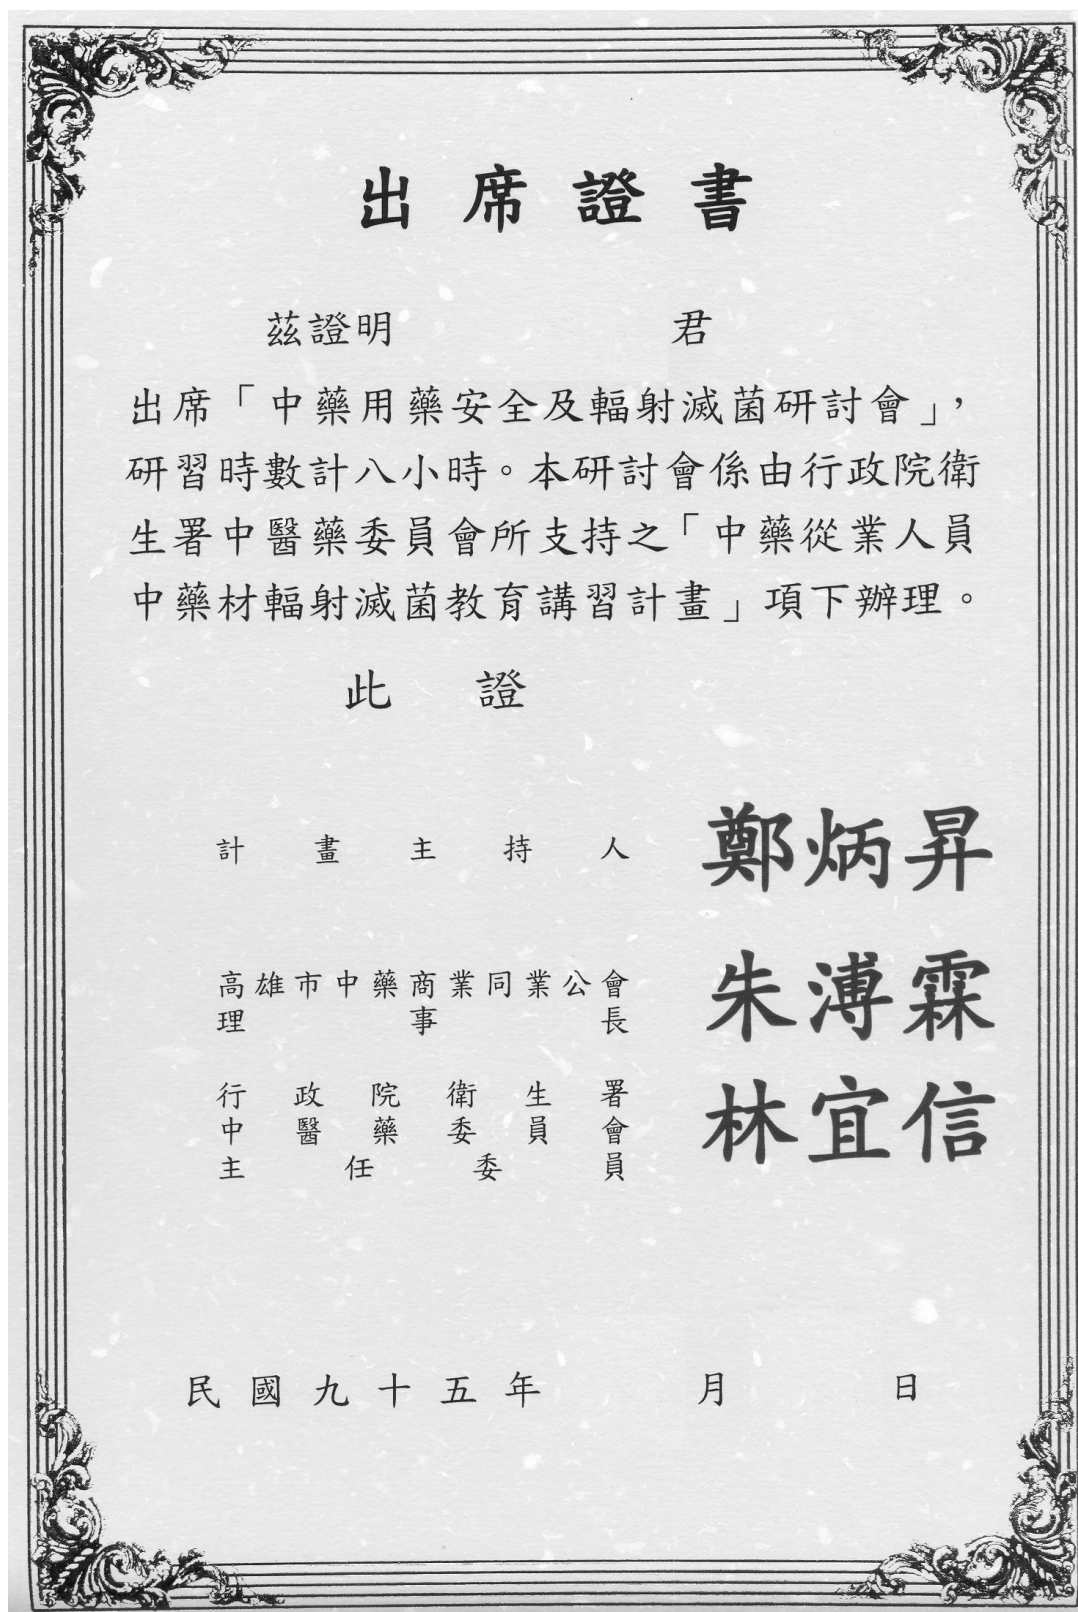 出席證書
茲證明 君
出席「中藥用藥安全及輻射滅菌研討會」，
研習時數計八小時。本研討會係由行政院衛
生署中醫藥委員會所支持之「中藥從業人員
中藥材輻射滅菌教育講習計畫」項下辦理。
此 證
計畫主持人 鄭炳昇
高雄市中藥商業同業公會
理事長 朱溥霖
行政院衛生署
中醫藥委員會 林宜信
主任委員
民國九十五年 月 日